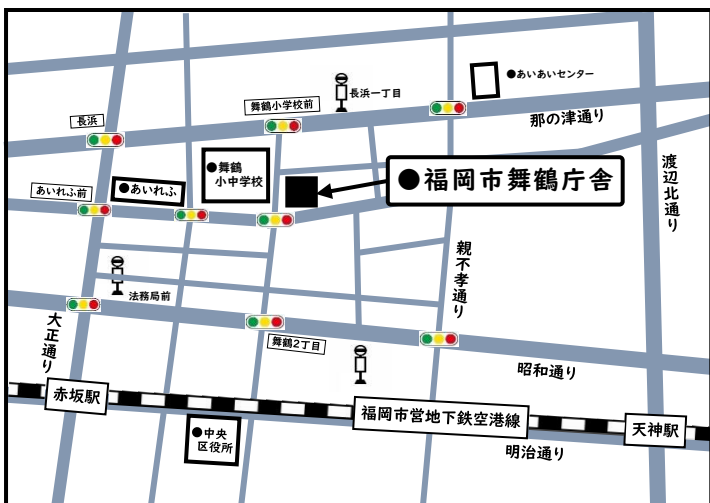 あいあいセンター
長浜一丁目
舞鶴小学校前
長浜
那の津通り
舞鶴
小中学校
福岡市舞鶴庁舎
渡辺北通り
あいれふ前
あいれふ
親不孝通り
法務局前
大正通り
舞鶴2丁目
昭和通り
赤坂駅
福岡市営地下鉄空港線
天神駅
中央
区役所
明治通り